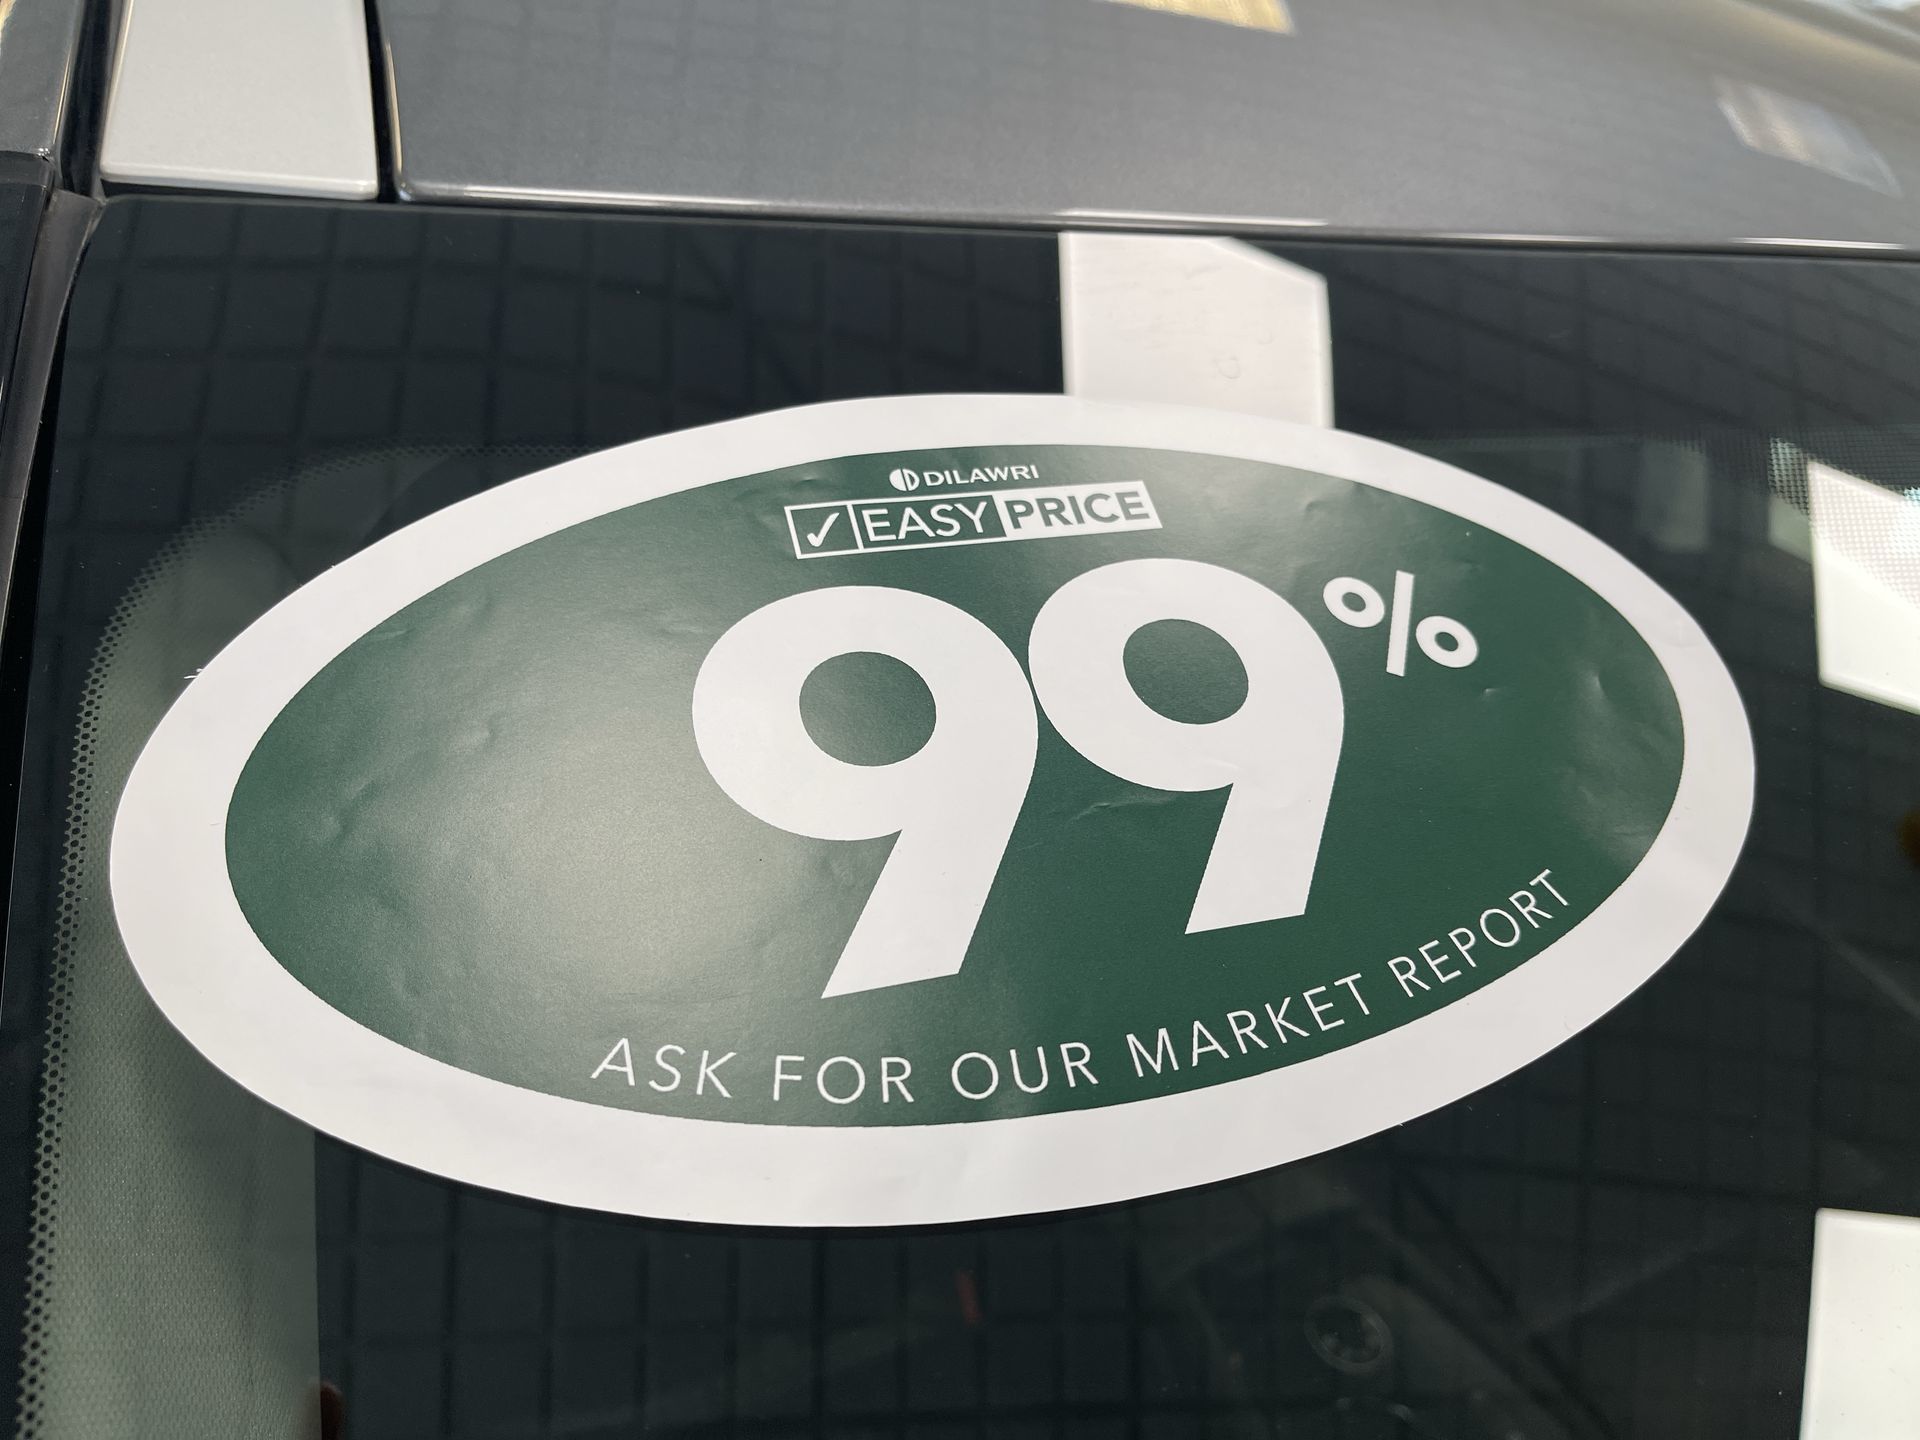 DILAWRI
✓ EASY PRICE
99%
ASK FOR OUR MARKET REPORT